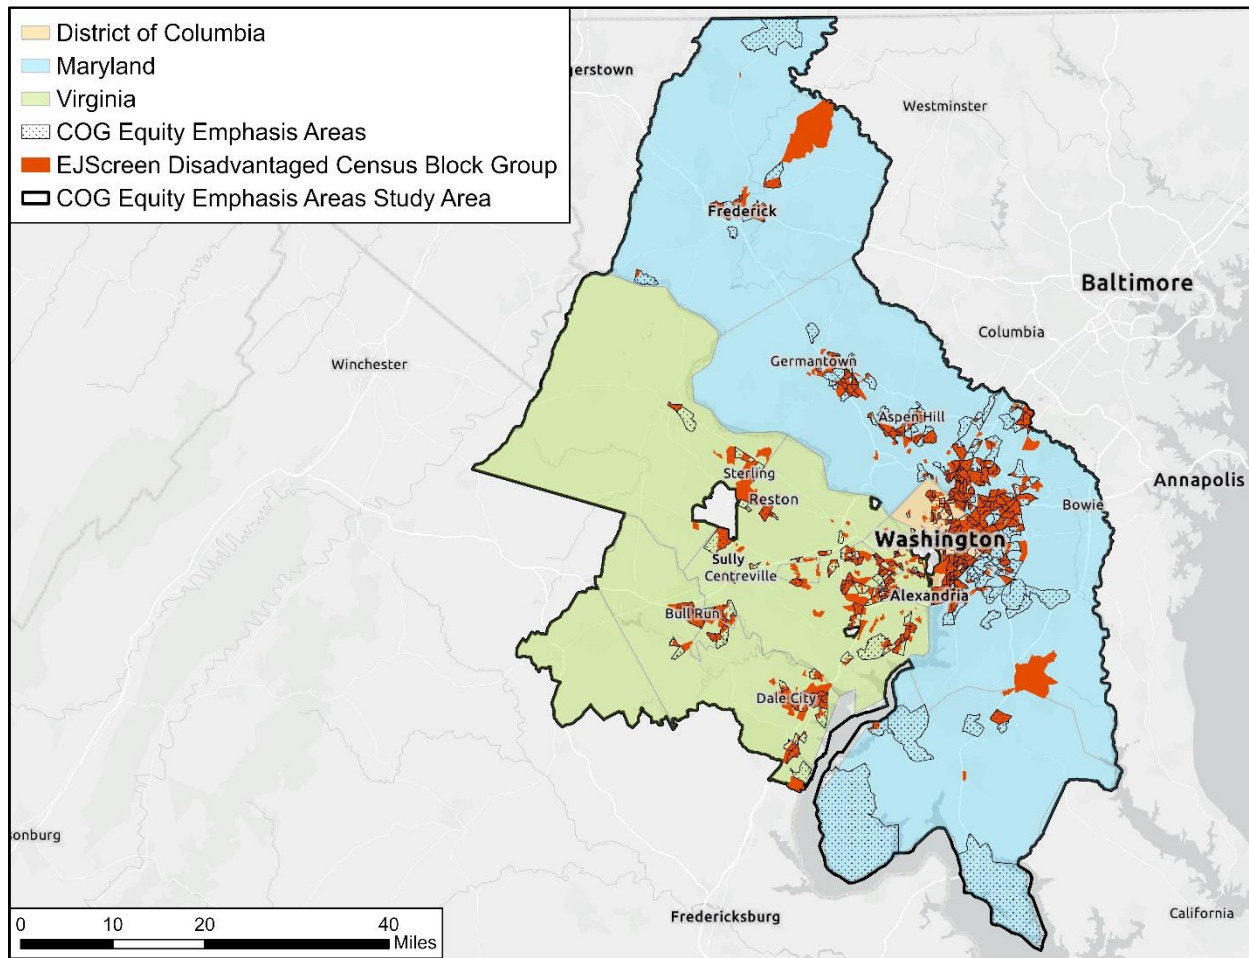 District of Columbia
Maryland
Virginia
COG Equity Emphasis Areas
EJScreen Disadvantaged Census Block Group
COG Equity Emphasis Areas Study Area
gerstown
Westminster
Frederick
Baltimore
Columbia
Winchester
Germantown
Aspen Hill
Sterling
Reston
Annapolis
Bowie
Washington
Sully
Centreville
Alexandria
Bull Run
Dale City
sonburg
Fredericksburg
California
0 10 20 40
Miles